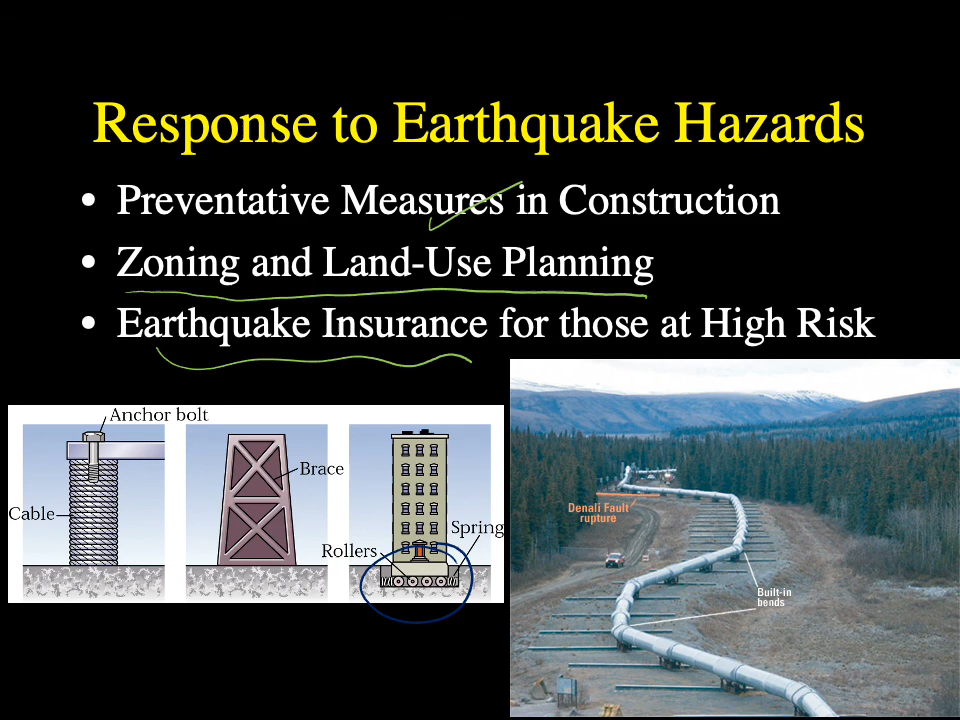 Response to Earthquake Hazards
• Preventative Measures in Construction
• Zoning and Land-Use Planning
• Earthquake Insurance for those at High Risk
Anchor bolt
Cable
Brace
Rollers
Spring
Denali Fault
rupture
Built-in
bends